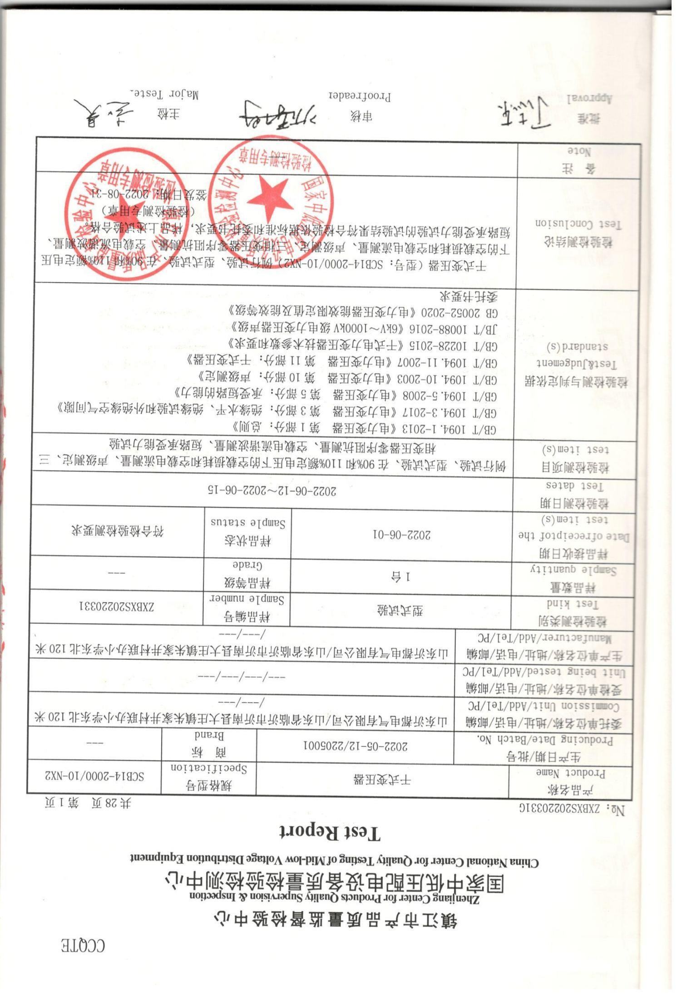 CCQTE
镇江市产品质量监督检验中心
Zhenjiang Center for Products Quality Supervision & Inspection
国家中低压配电设备质量检验检测中心
China National Center for Quality Testing of Mid-low Voltage Distribution Equipment
Test Report
№: ZXBXS20220331G 共 28 页 第 1 页
产品名称
Product Name
干式变压器
规格型号
Specification
SCB14-2000/10-NX2
生产日期/批号
Producing Date/Batch No.
2022-05-12/2205001
商 标
Brand
---
委托单位名称/地址/电话/邮编
Commission Unit/Add/Tel/PC
山东沂都电气有限公司/山东省临沂市沂南县大庄镇朱家井村联办小学东北 120 米
/---/---
受检单位名称/地址/电话/邮编
Unit being tested/Add/Tel/PC
---/---/---/---
生产单位名称/地址/电话/邮编
Manufacturer/Add/Tel/PC
山东沂都电气有限公司/山东省临沂市沂南县大庄镇朱家井村联办小学东北 120 米
/---/---
检验检测类别
Test kind
型式试验
样品编号
Sample number
ZXBXS20220331
样品数量
Sample quantity
1 台
样品等级
Grade
---
样品接收日期
Date ofreceiptof the
test item(s)
2022-06-01
样品状态
Sample status
符合检验检测要求
检验检测日期
Test dates
2022-06-12～2022-06-15
检验检测项目
test item(s)
例行试验、型式试验、在 90%和 110%额定电压下的空载损耗和空载电流测量、声级测定、三
相变压器零序阻抗测量、空载电流谐波测量、短路承受能力试验
检验检测与判定依据
Test&Judgement
standard(s)
GB/T 1094.1-2013《电力变压器 第 1 部分：总则》
GB/T 1094.3-2017《电力变压器 第 3 部分：绝缘水平、绝缘试验和外绝缘空气间隙》
GB/T 1094.5-2008《电力变压器 第 5 部分：承受短路的能力》
GB/T 1094.10-2003《电力变压器 第 10 部分：声级测定》
GB/T 1094.11-2007《电力变压器 第 11 部分：干式变压器》
GB/T 10228-2015《干式电力变压器技术参数和要求》
JB/T 10088-2016《6kV～1000kV 级电力变压器声级》
GB 20052-2020《电力变压器能效限定值及能效等级》
委托书要求
检验检测结论
Test Conclusion
干式变压器（型号：SCB14-2000/10-NX2）例行试验、型式试验、在 90%和 110%额定电压
下的空载损耗和空载电流测量、声级测定、三相变压器零序阻抗测量、空载电流谐波测量、
短路承受能力试验的试验结果符合检验依据标准和委托书要求，样品上述试验合格。
（检验检测专用章）
签发日期：2022-08-31
国家中低压配电设备质量检验检测中心
检验检测专用章
镇江市产品质量监督检验中心
检验检测专用章
备 注
Note
---
批准
Approval
审核
Proofreader
主检
Major Teste